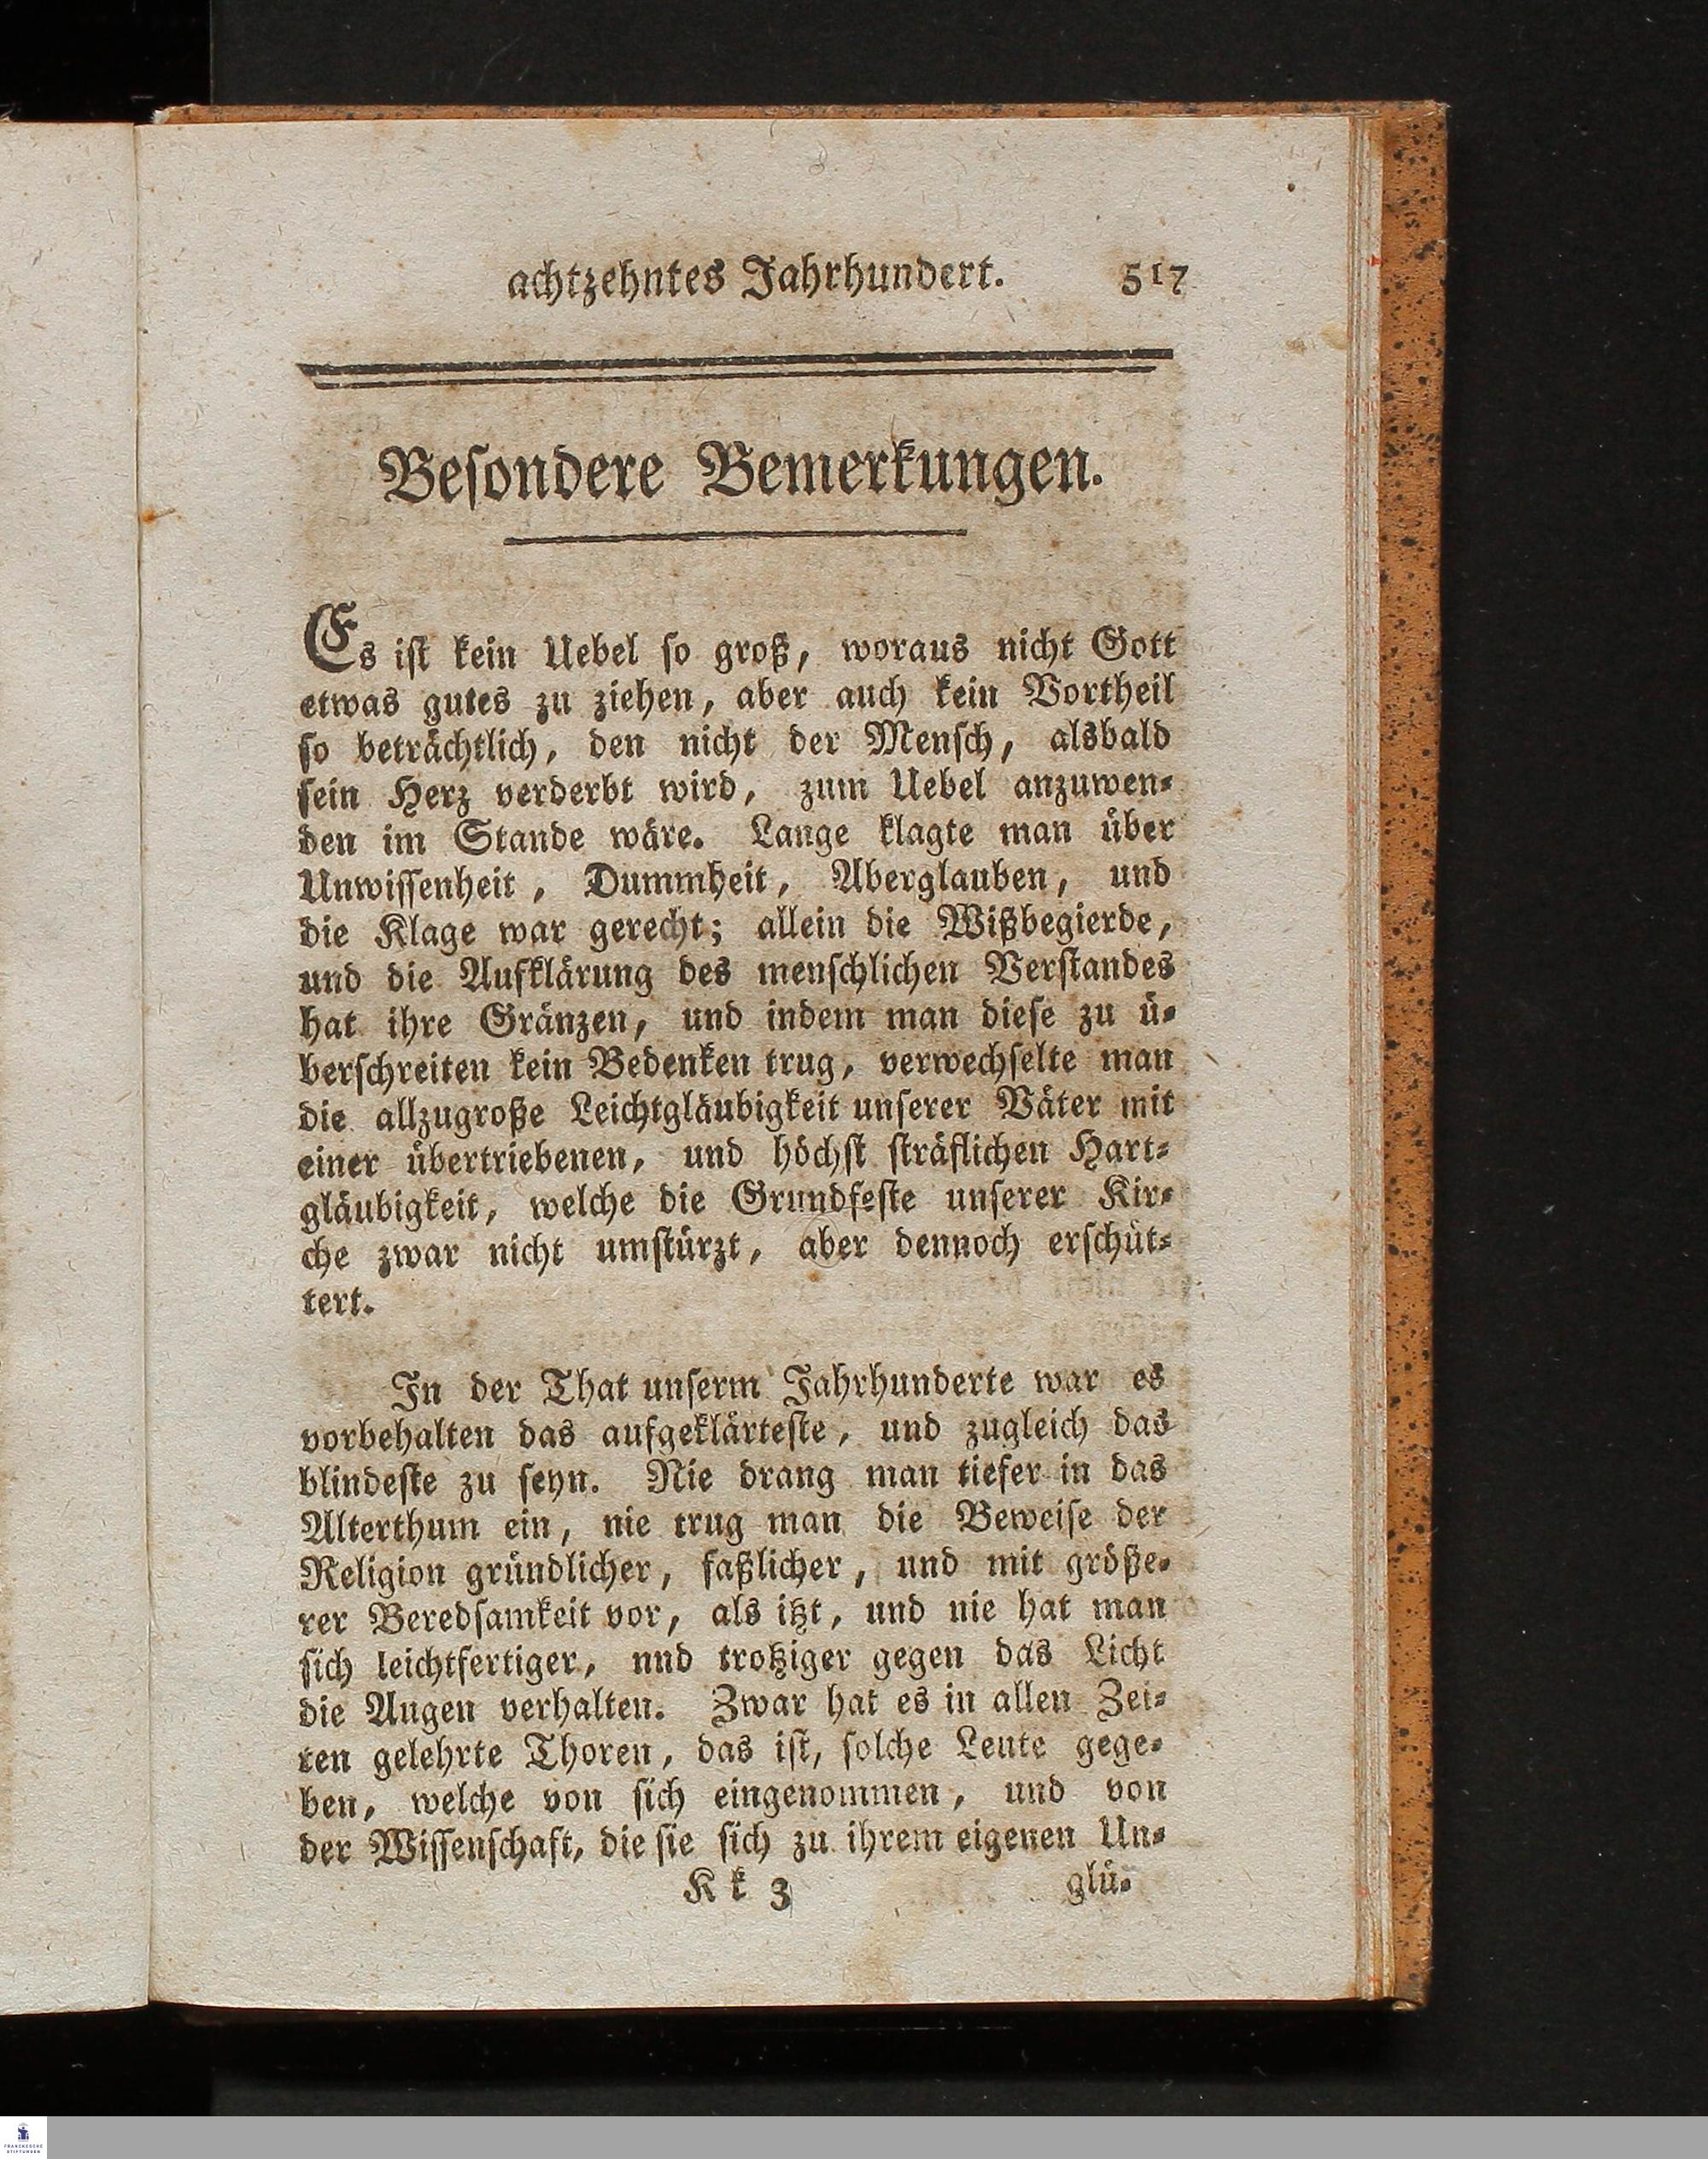 achtzehntes Jahrhundert. 517
Besondere Bemerkungen.
Es ist kein Uebel so groß, woraus nicht Gott
etwas gutes zu ziehen, aber auch kein Vortheil
so beträchtlich, den nicht der Mensch, alsbald
sein Herz verderbt wird, zum Uebel anzuwen-
den im Stande wäre. Lange klagte man über
Unwissenheit, Dummheit, Aberglauben, und
die Klage war gerecht; allein die Wißbegierde,
und die Aufklärung des menschlichen Verstandes
hat ihre Gränzen, und indem man diese zu ü-
berschreiten kein Bedenken trug, verwechselte man
die allzugroße Leichtgläubigkeit unserer Väter mit
einer übertriebenen, und höchst sträflichen Hart-
gläubigkeit, welche die Grundfeste unserer Kir-
che zwar nicht umstürzt, aber dennoch erschüt-
tert.
In der That unserm Jahrhunderte war es
vorbehalten das aufgeklärteste, und zugleich das
blindeste zu seyn. Nie drang man tiefer in das
Alterthum ein, nie trug man die Beweise der
Religion gründlicher, faßlicher, und mit größe-
rer Beredsamkeit vor, als itzt, und nie hat man
sich leichtfertiger, nnd trotziger gegen das Licht
die Augen verhalten. Zwar hat es in allen Zei-
ten gelehrte Thoren, das ist, solche Leute gege-
ben, welche von sich eingenommen, und von
der Wissenschaft, die sie sich zu ihrem eigenen Un-
Kk 3 glü-
FRANCKESCHE
STIFTUNGEN